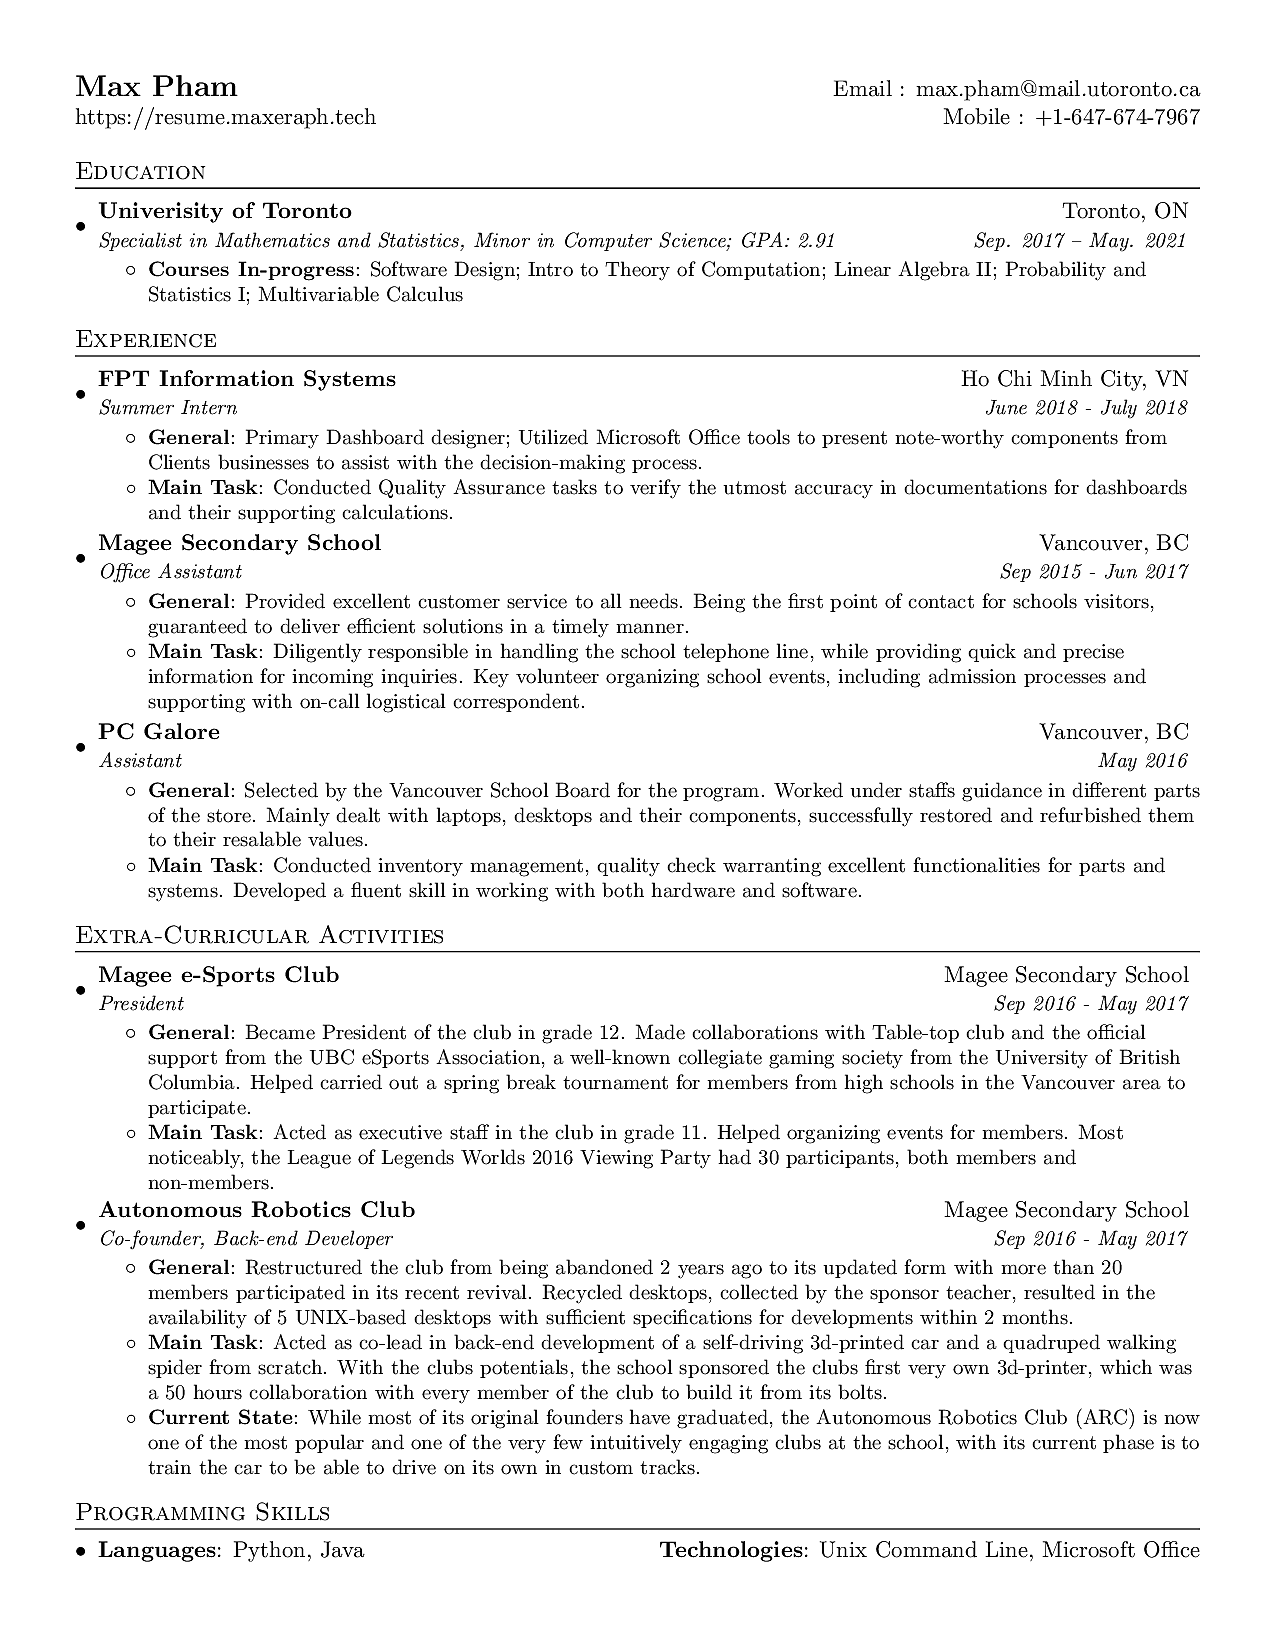 Max Pham Email : max.pham@mail.utoronto.ca
https://resume.maxeraph.tech Mobile : +1-647-674-7967
Education
• Univerisity of Toronto Toronto, ON
Specialist in Mathematics and Statistics, Minor in Computer Science; GPA: 2.91 Sep. 2017 – May. 2021
◦ Courses In-progress: Software Design; Intro to Theory of Computation; Linear Algebra II; Probability and
Statistics I; Multivariable Calculus
Experience
• FPT Information Systems Ho Chi Minh City, VN
Summer Intern June 2018 - July 2018
◦ General: Primary Dashboard designer; Utilized Microsoft Office tools to present note-worthy components from
Clients businesses to assist with the decision-making process.
◦ Main Task: Conducted Quality Assurance tasks to verify the utmost accuracy in documentations for dashboards
and their supporting calculations.
• Magee Secondary School Vancouver, BC
Office Assistant Sep 2015 - Jun 2017
◦ General: Provided excellent customer service to all needs. Being the first point of contact for schools visitors,
guaranteed to deliver efficient solutions in a timely manner.
◦ Main Task: Diligently responsible in handling the school telephone line, while providing quick and precise
information for incoming inquiries. Key volunteer organizing school events, including admission processes and
supporting with on-call logistical correspondent.
• PC Galore Vancouver, BC
Assistant May 2016
◦ General: Selected by the Vancouver School Board for the program. Worked under staffs guidance in different parts
of the store. Mainly dealt with laptops, desktops and their components, successfully restored and refurbished them
to their resalable values.
◦ Main Task: Conducted inventory management, quality check warranting excellent functionalities for parts and
systems. Developed a fluent skill in working with both hardware and software.
Extra-Curricular Activities
• Magee e-Sports Club Magee Secondary School
President Sep 2016 - May 2017
◦ General: Became President of the club in grade 12. Made collaborations with Table-top club and the official
support from the UBC eSports Association, a well-known collegiate gaming society from the University of British
Columbia. Helped carried out a spring break tournament for members from high schools in the Vancouver area to
participate.
◦ Main Task: Acted as executive staff in the club in grade 11. Helped organizing events for members. Most
noticeably, the League of Legends Worlds 2016 Viewing Party had 30 participants, both members and
non-members.
• Autonomous Robotics Club Magee Secondary School
Co-founder, Back-end Developer Sep 2016 - May 2017
◦ General: Restructured the club from being abandoned 2 years ago to its updated form with more than 20
members participated in its recent revival. Recycled desktops, collected by the sponsor teacher, resulted in the
availability of 5 UNIX-based desktops with sufficient specifications for developments within 2 months.
◦ Main Task: Acted as co-lead in back-end development of a self-driving 3d-printed car and a quadruped walking
spider from scratch. With the clubs potentials, the school sponsored the clubs first very own 3d-printer, which was
a 50 hours collaboration with every member of the club to build it from its bolts.
◦ Current State: While most of its original founders have graduated, the Autonomous Robotics Club (ARC) is now
one of the most popular and one of the very few intuitively engaging clubs at the school, with its current phase is to
train the car to be able to drive on its own in custom tracks.
Programming Skills
• Languages: Python, Java Technologies: Unix Command Line, Microsoft Office